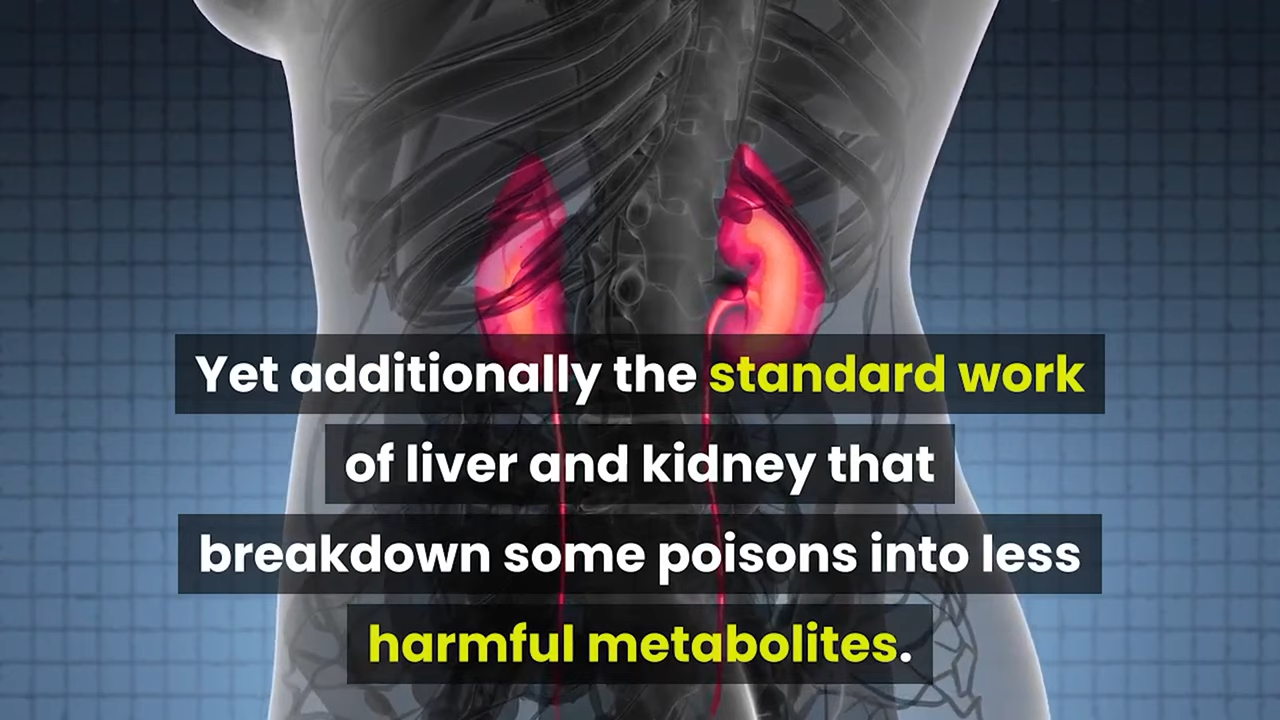 Yet additionally the standard work
of liver and kidney that
breakdown some poisons into less
harmful metabolites.